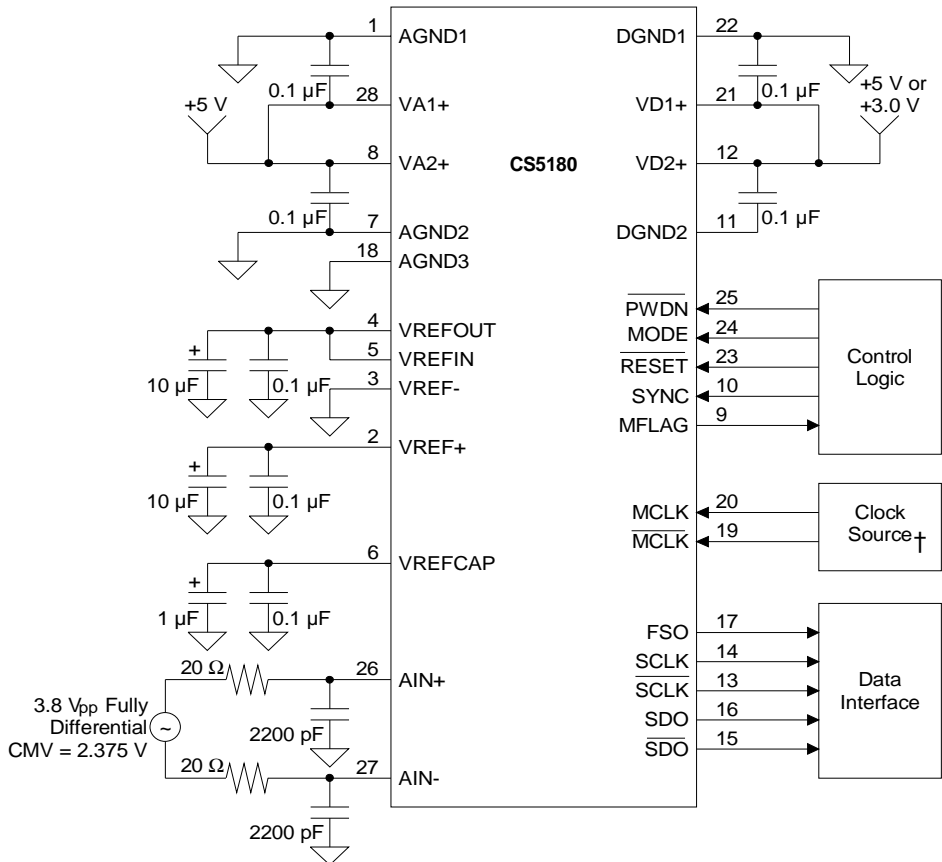 1
AGND1
DGND1
22
0.1 µF
0.1 µF
+5 V
28
VA1+
VD1+
21
+5 V or
+3.0 V
8
VA2+
CS5180
VD2+
12
0.1 µF
0.1 µF
7
AGND2
DGND2
11
18
AGND3
4
VREFOUT
5
VREFIN
+
10 µF
0.1 µF
3
VREF-
2
VREF+
+
10 µF
0.1 µF
6
VREFCAP
+
1 µF
0.1 µF
20 Ω
26
AIN+
3.8 Vpp Fully
Differential
CMV = 2.375 V
~
2200 pF
20 Ω
27
AIN-
2200 pF
PWDN
25
MODE
24
RESET
23
SYNC
10
MFLAG
9
Control
Logic
MCLK
20
MCLK
19
Clock
Source†
FSO
17
SCLK
14
SCLK
13
SDO
16
SDO
15
Data
Interface